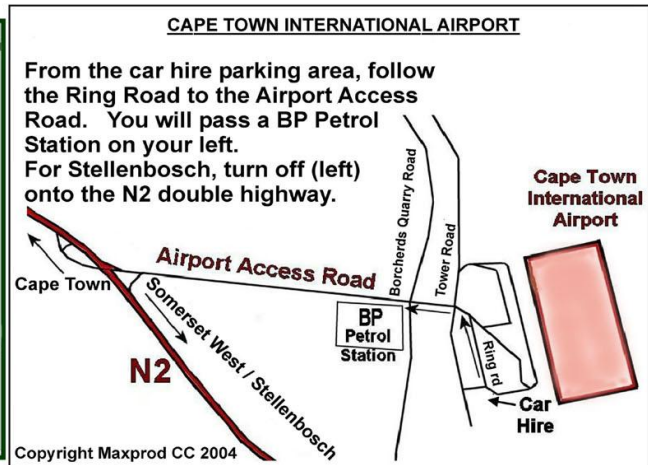 CAPE TOWN INTERNATIONAL AIRPORT
From the car hire parking area, follow
the Ring Road to the Airport Access
Road. You will pass a BP Petrol
Station on your left.
For Stellenbosch, turn off (left)
onto the N2 double highway.
Cape Town
International
Airport
Borcherds Quarry Road
Tower Road
Airport Access Road
Cape Town
Somerset West / Stellenbosch
BP
Petrol
Station
Ring rd
N2
Car
Hire
Copyright Maxprod CC 2004